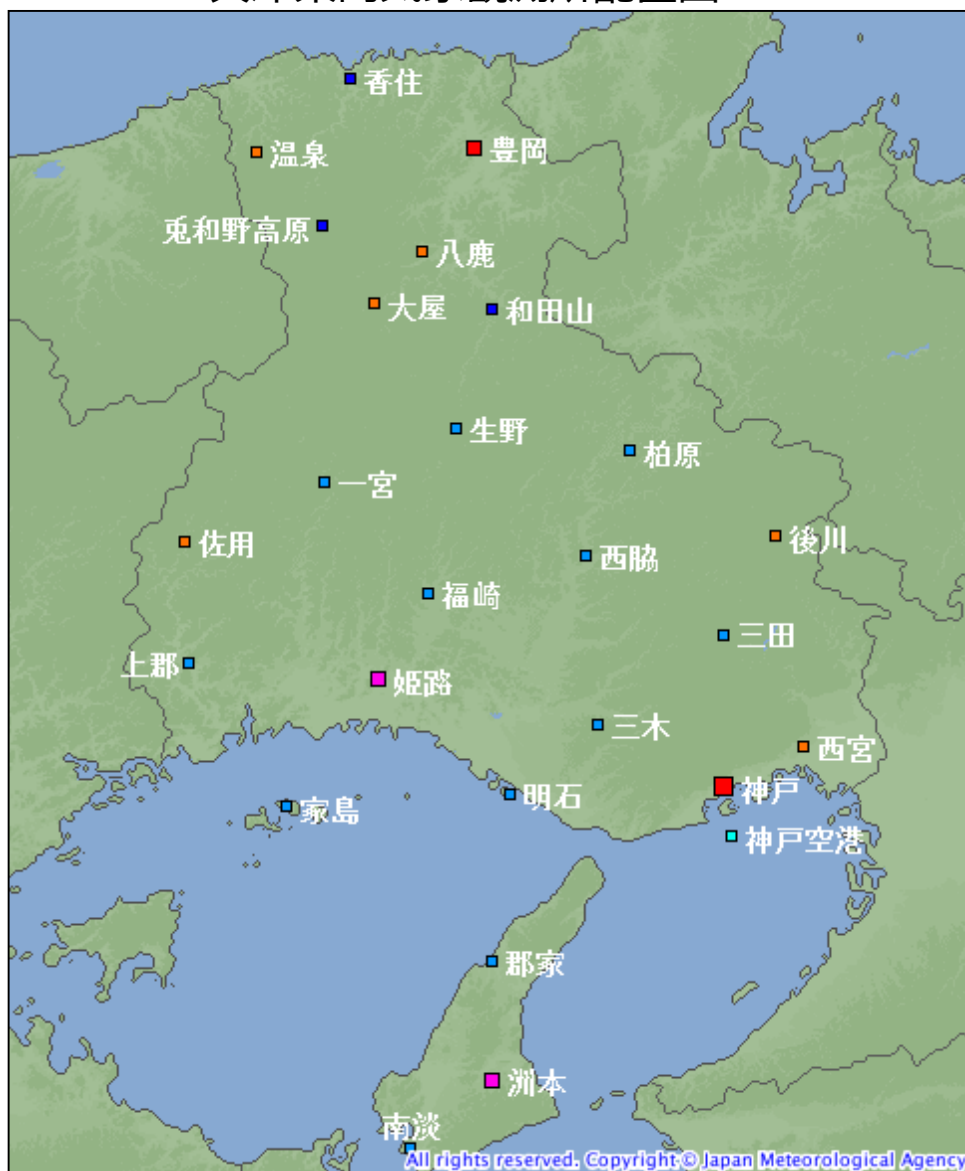 香住
温泉
豊岡
兎和野高原
八鹿
大屋
和田山
生野
柏原
一宮
佐用
後川
西脇
福崎
三田
上郡
姫路
三木
西宮
神戸
明石
家島
神戸空港
郡家
洲本
南淡
All rights reserved. Copyright © Japan Meteorological Agency